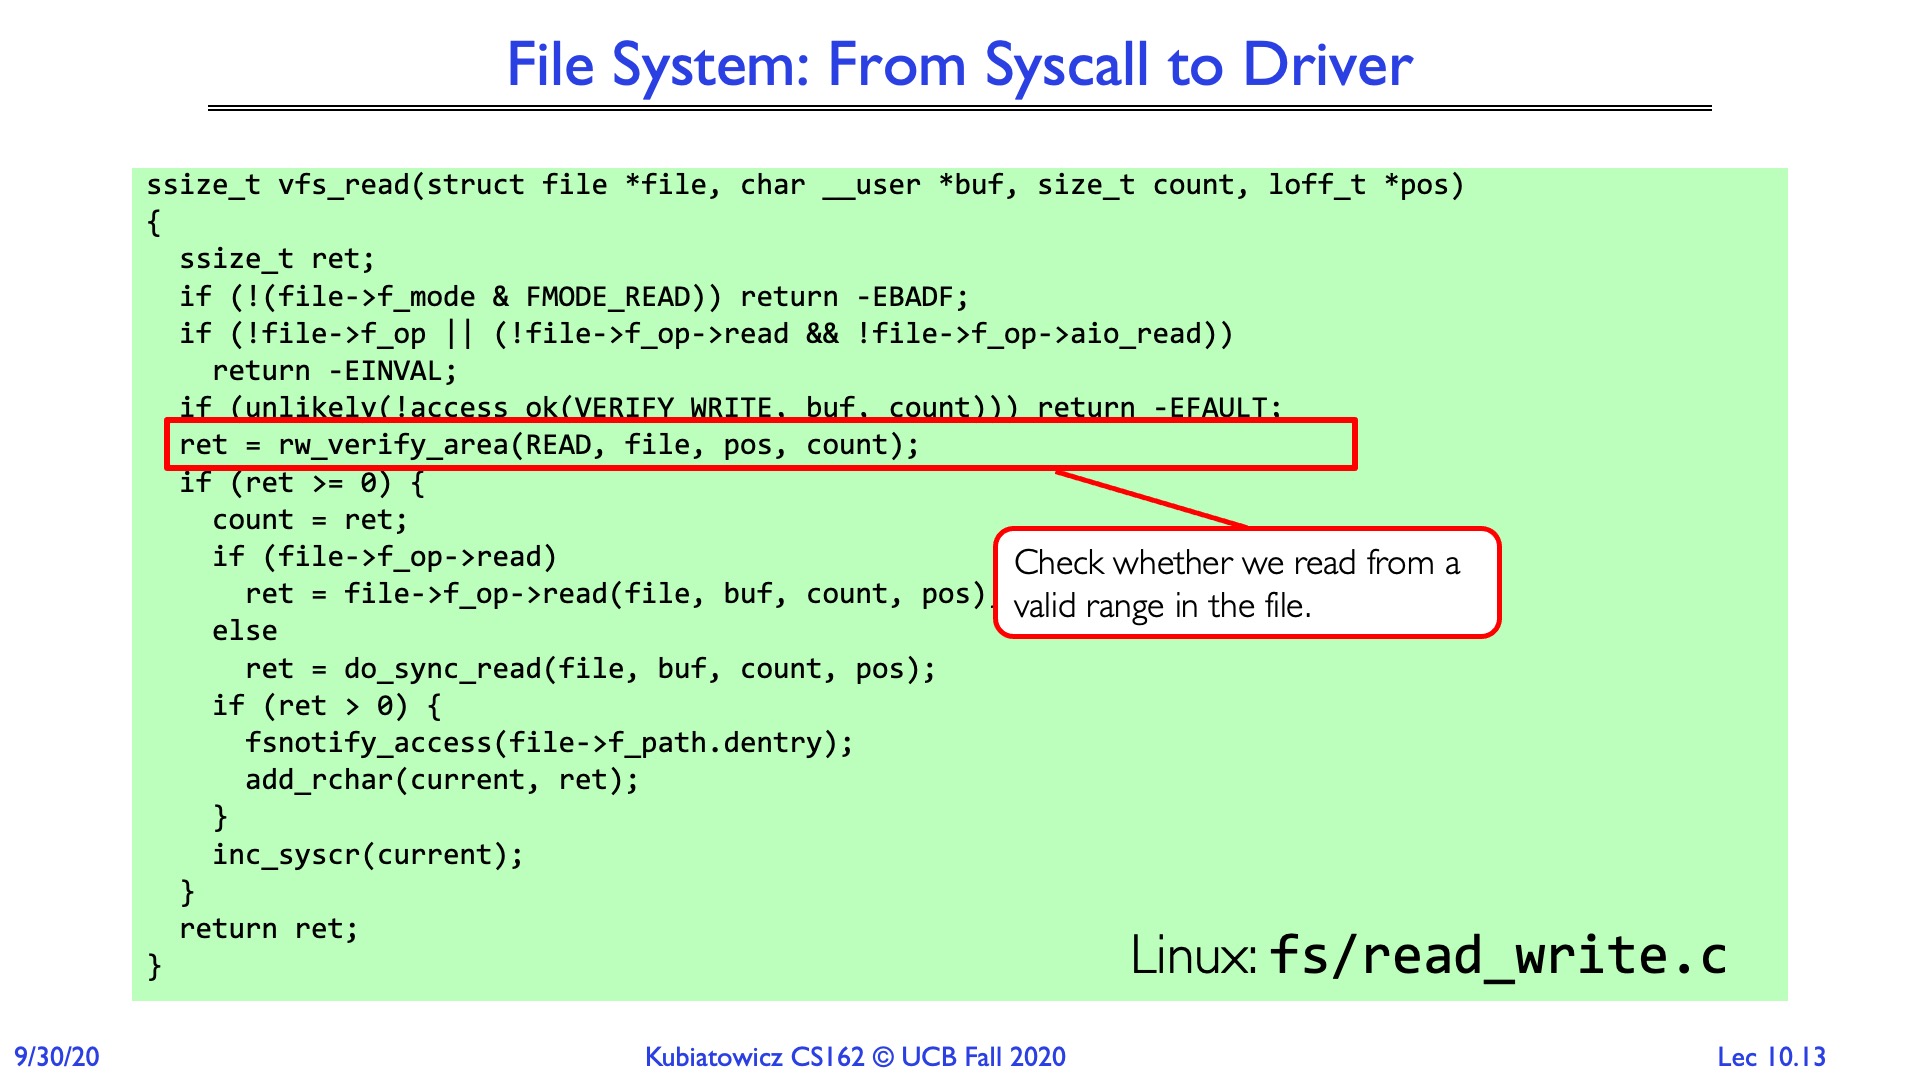 File System: From Syscall to Driver
ssize_t vfs_read(struct file *file, char __user *buf, size_t count, loff_t *pos)
{
  ssize_t ret;
  if (!(file->f_mode & FMODE_READ)) return -EBADF;
  if (!file->f_op || (!file->f_op->read && !file->f_op->aio_read))
    return -EINVAL;
  if (unlikely(!access_ok(VERIFY_WRITE, buf, count))) return -EFAULT;
  ret = rw_verify_area(READ, file, pos, count);
  if (ret >= 0) {
    count = ret;
    if (file->f_op->read)
      ret = file->f_op->read(file, buf, count, pos);
    else
      ret = do_sync_read(file, buf, count, pos);
    if (ret > 0) {
      fsnotify_access(file->f_path.dentry);
      add_rchar(current, ret);
    }
    inc_syscr(current);
  }
  return ret;
}
Check whether we read from a
valid range in the file.
Linux: fs/read_write.c
9/30/20
Kubiatowicz CS162 © UCB Fall 2020
Lec 10.13